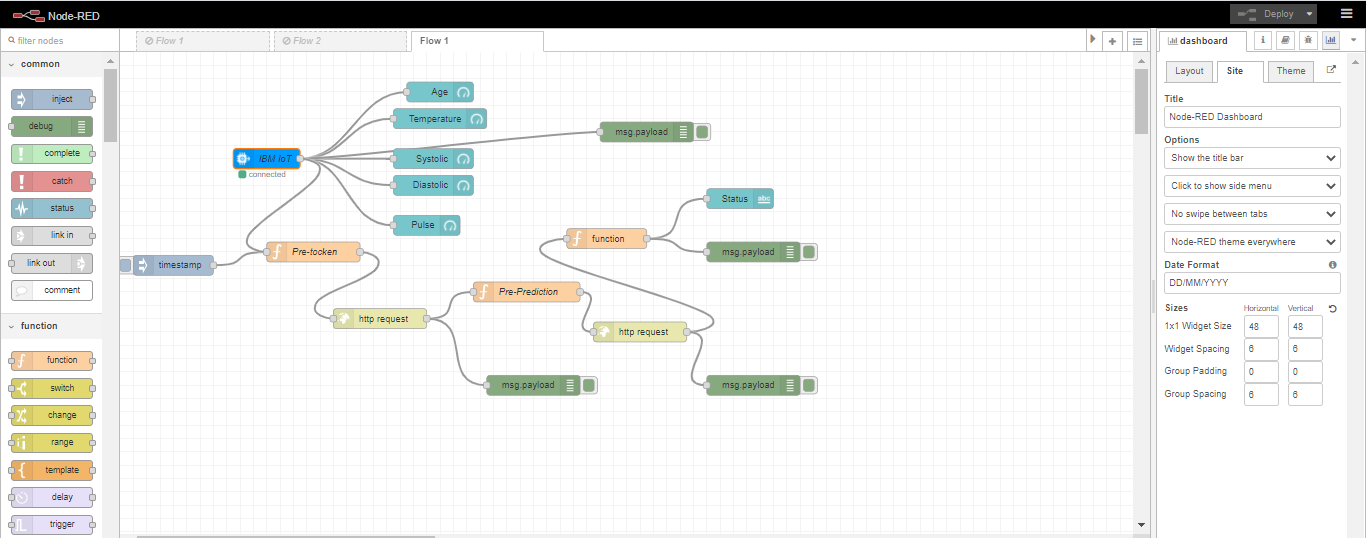 Node-RED
Deploy
filter nodes
Flow 1
Flow 2
Flow 1
dashboard
i
common
inject
debug
complete
catch
status
link in
link out
comment
function
function
switch
change
range
template
delay
trigger
Age
Temperature
msg.payload
IBM IoT
connected
Systolic
Diastolic
Status
abc
Pulse
function
Pre-tocken
msg.payload
timestamp
Pre-Prediction
http request
http request
msg.payload
msg.payload
Layout
Site
Theme
Title
Node-RED Dashboard
Options
Show the title bar
Click to show side menu
No swipe between tabs
Node-RED theme everywhere
Date Format
DD/MM/YYYY
Sizes Horizontal Vertical
1x1 Widget Size 48 48
Widget Spacing 6 6
Group Padding 0 0
Group Spacing 6 6